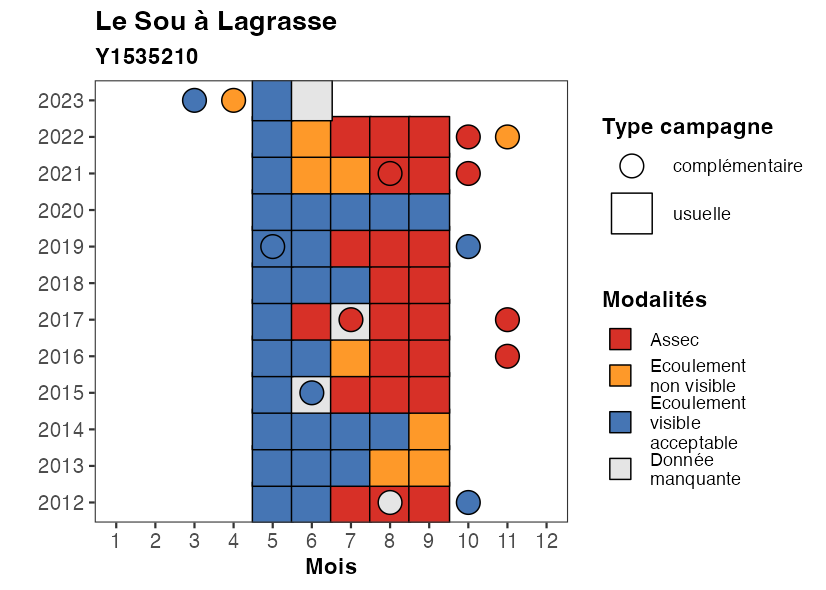 Le Sou à Lagrasse
Y1535210
2023
2022
2021
2020
2019
2018
2017
2016
2015
2014
2013
2012
1 2 3 4 5 6 7 8 9 10 11 12
Mois
Type campagne
complémentaire
usuelle
Modalités
Assec
Ecoulement
non visible
Ecoulement
visible
acceptable
Donnée
manquante